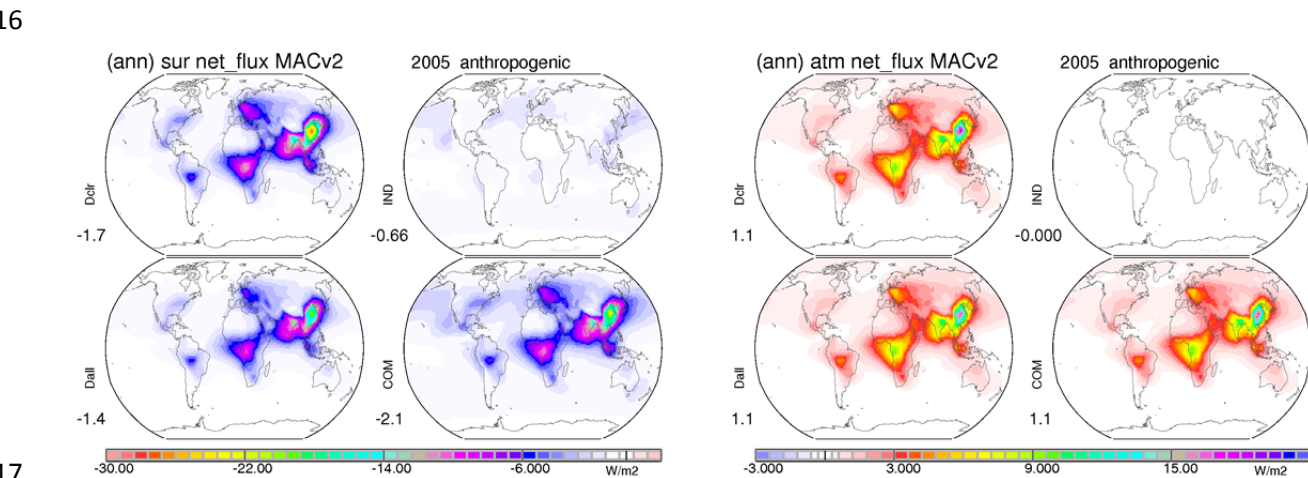 16
(ann) sur net_flux MACv2 2005 anthropogenic (ann) atm net_flux MACv2 2005 anthropogenic
Dclr IND Dclr IND
-1.7 -0.66 1.1 -0.000
Dall COM Dall COM
-1.4 -2.1 1.1 1.1
-30.00 -22.00 -14.00 -6.000 W/m2 -3.000 3.000 9.000 15.00 W/m2
17